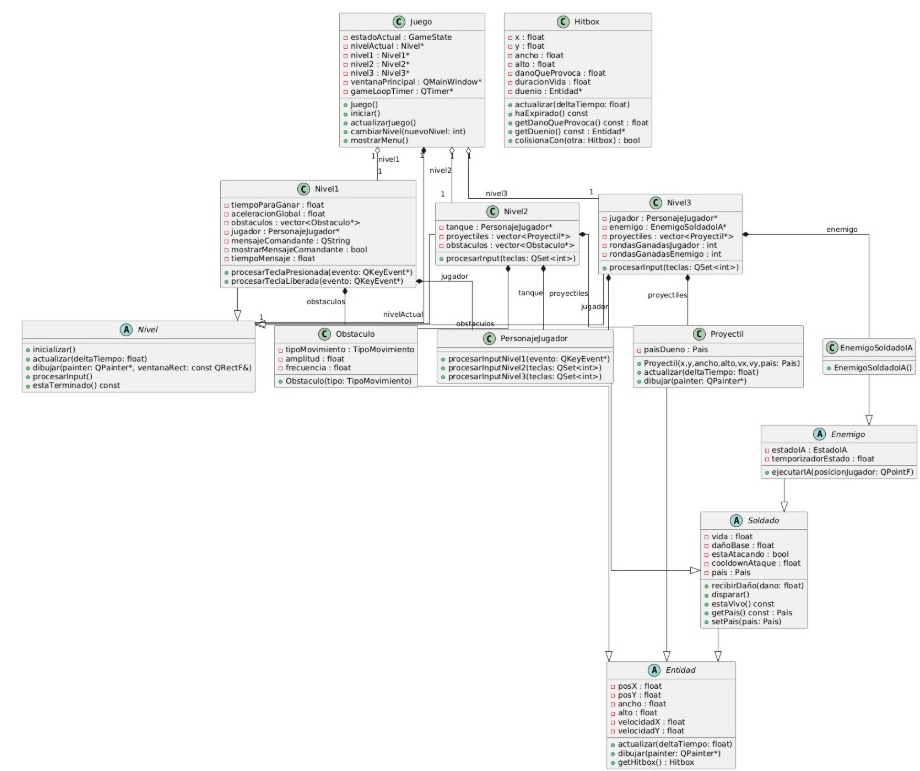 C Juego
estadoActual : GameState
nivelActual : Nivel*
nivel1 : Nivel1*
nivel2 : Nivel2*
nivel3 : Nivel3*
ventanaPrincipal : QMainWindow*
gameLoopTimer : QTimer*
Juego()
iniciar()
actualizarJuego()
cambiarNivel(nuevoNivel: int)
mostrarMenu()
C Hitbox
x : float
y : float
ancho : float
alto : float
danoQueProvoca : float
duracionVida : float
duenio : Entidad*
actualizar(deltaTiempo: float)
haExpirado() const
getDanoQueProvoca() const : float
getDuenio() const : Entidad*
colisionaCon(otra: Hitbox) : bool
1 1 1 1
nivel1
nivel2
nivel3
1 1 1
C Nivel1
tiempoParaGanar : float
aceleracionGlobal : float
obstaculos : vector<Obstaculo*>
jugador : PersonajeJugador*
mensajeComandante : QString
mostrarMensajeComandante : bool
tiempoMensaje : float
procesarTeclaPresionada(evento: QKeyEvent*)
procesarTeclaLiberada(evento: QKeyEvent*)
C Nivel2
tanque : PersonajeJugador*
proyectiles : vector<Proyectil*>
obstaculos : vector<Obstaculo*>
procesarInput(teclas: QSet<int>)
C Nivel3
jugador : PersonajeJugador*
enemigo : EnemigoSoldadoIA*
proyectiles : vector<Proyectil*>
rondasGanadasJugador : int
rondasGanadasEnemigo : int
procesarInput(teclas: QSet<int>)
enemigo
jugador
obstaculos
tanque
proyectiles
jugador
proyectiles
nivelActual
obstaculos
1
A Nivel
inicializar()
actualizar(deltaTiempo: float)
dibujar(painter: QPainter*, ventanaRect: const QRectF&)
procesarInput()
estaTerminado() const
C Obstaculo
tipoMovimiento : TipoMovimiento
amplitud : float
frecuencia : float
Obstaculo(tipo: TipoMovimiento)
C PersonajeJugador
procesarInputNivel1(evento: QKeyEvent*)
procesarInputNivel2(teclas: QSet<int>)
procesarInputNivel3(teclas: QSet<int>)
C Proyectil
paisDueno : Pais
Proyectil(x,y,ancho,alto,vx,vy,pais: Pais)
actualizar(deltaTiempo: float)
dibujar(painter: QPainter*)
C EnemigoSoldadoIA
EnemigoSoldadoIA()
A Enemigo
estadoIA : EstadoIA
temporizadorEstado : float
ejecutarIA(posicionJugador: QPointF)
A Soldado
vida : float
dañoBase : float
estaAtacando : bool
cooldownAtaque : float
pais : Pais
recibirDaño(dano: float)
disparar()
estaVivo() const
getPais() const : Pais
setPais(pais: Pais)
A Entidad
posX : float
posY : float
ancho : float
alto : float
velocidadX : float
velocidadY : float
actualizar(deltaTiempo: float)
dibujar(painter: QPainter*)
getHitbox() : Hitbox